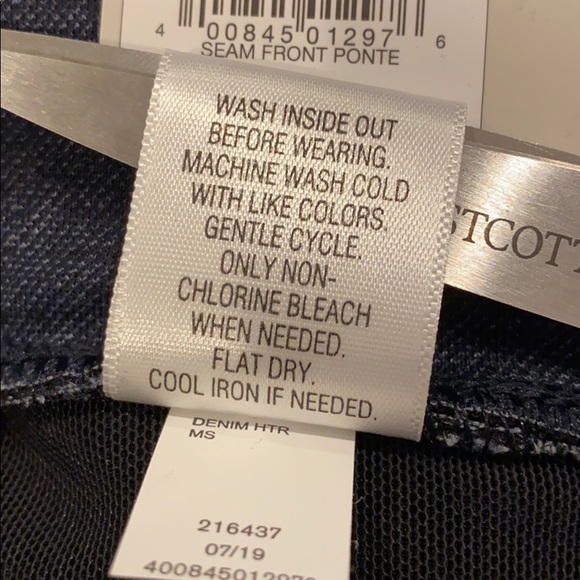 4 00845 01297 6
SEAM FRONT PONTE
WASH INSIDE OUT
BEFORE WEARING.
MACHINE WASH COLD
WITH LIKE COLORS.
GENTLE CYCLE.
ONLY NON-
CHLORINE BLEACH
WHEN NEEDED.
FLAT DRY.
COOL IRON IF NEEDED.
STCOTT
DENIM HTR
MS
216437
07/19
400845012976